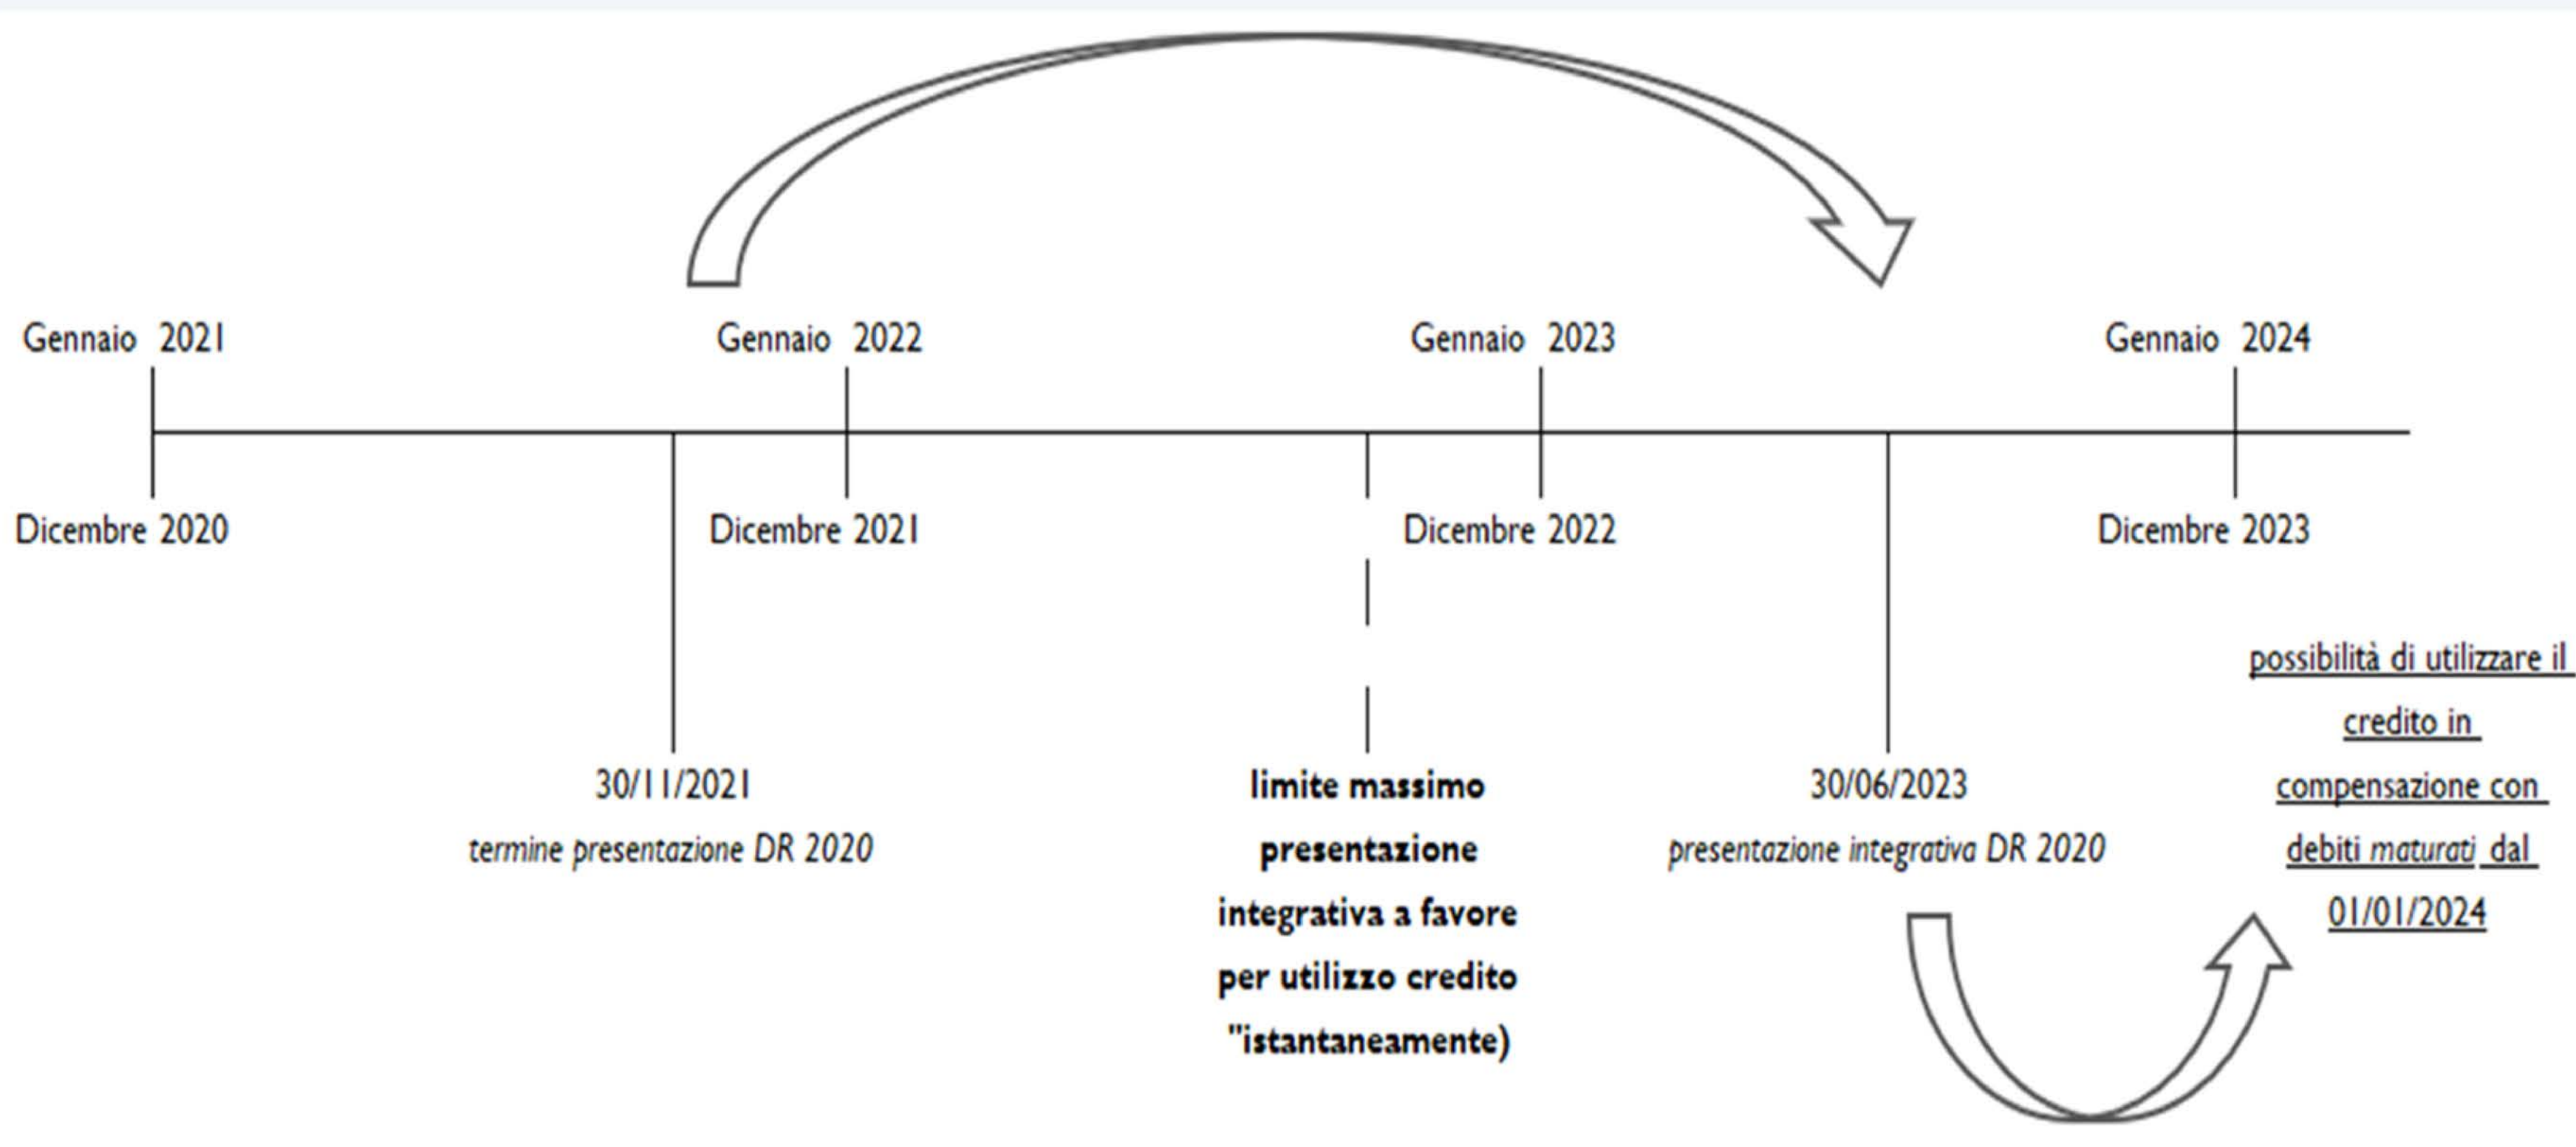 Gennaio 2021
Gennaio 2022
Gennaio 2023
Gennaio 2024
Dicembre 2020
Dicembre 2021
Dicembre 2022
Dicembre 2023
30/11/2021
termine presentazione DR 2020
limite massimo
presentazione
integrativa a favore
per utilizzo credito
"istantaneamente)
30/06/2023
presentazione integrativa DR 2020
possibilità di utilizzare il
credito in
compensazione con
debiti maturati dal
01/01/2024